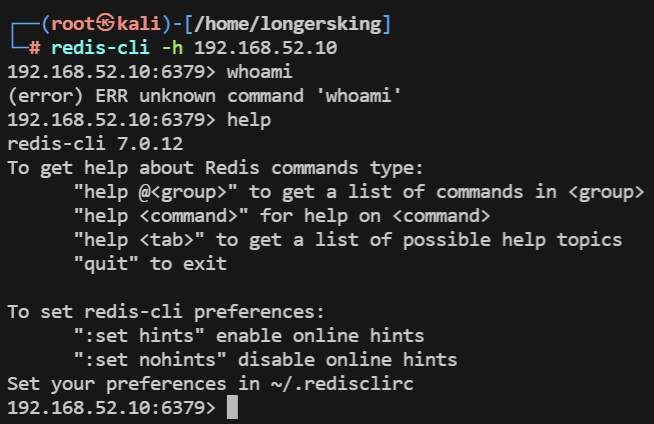 ┌──(root㉿kali)-[/home/longersking]
└─# redis-cli -h 192.168.52.10
192.168.52.10:6379> whoami
(error) ERR unknown command 'whoami'
192.168.52.10:6379> help
redis-cli 7.0.12
To get help about Redis commands type:
      "help @<group>" to get a list of commands in <group>
      "help <command>" for help on <command>
      "help <tab>" to get a list of possible help topics
      "quit" to exit

To set redis-cli preferences:
      ":set hints" enable online hints
      ":set nohints" disable online hints
Set your preferences in ~/.redisclirc
192.168.52.10:6379>